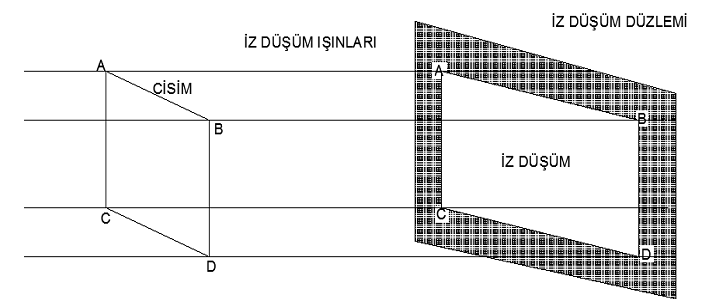 İZ DÜŞÜM DÜZLEMİ
İZ DÜŞÜM IŞINLARI
A
CİSİM
A
B
B
İZ DÜŞÜM
C
C
D
D